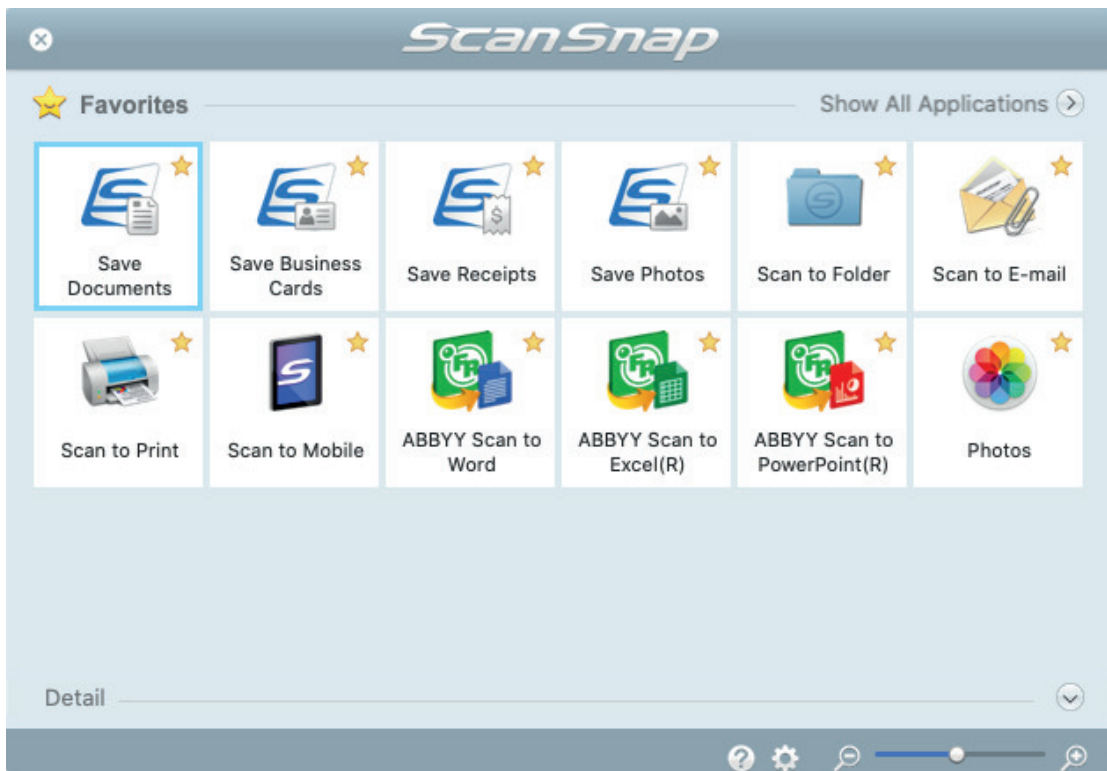 ScanSnap
Favorites
Show All Applications
Save
Documents
Save Business
Cards
Save Receipts
Save Photos
Scan to Folder
Scan to E-mail
Scan to Print
Scan to Mobile
ABBYY Scan to
Word
ABBYY Scan to
Excel(R)
ABBYY Scan to
PowerPoint(R)
Photos
Detail